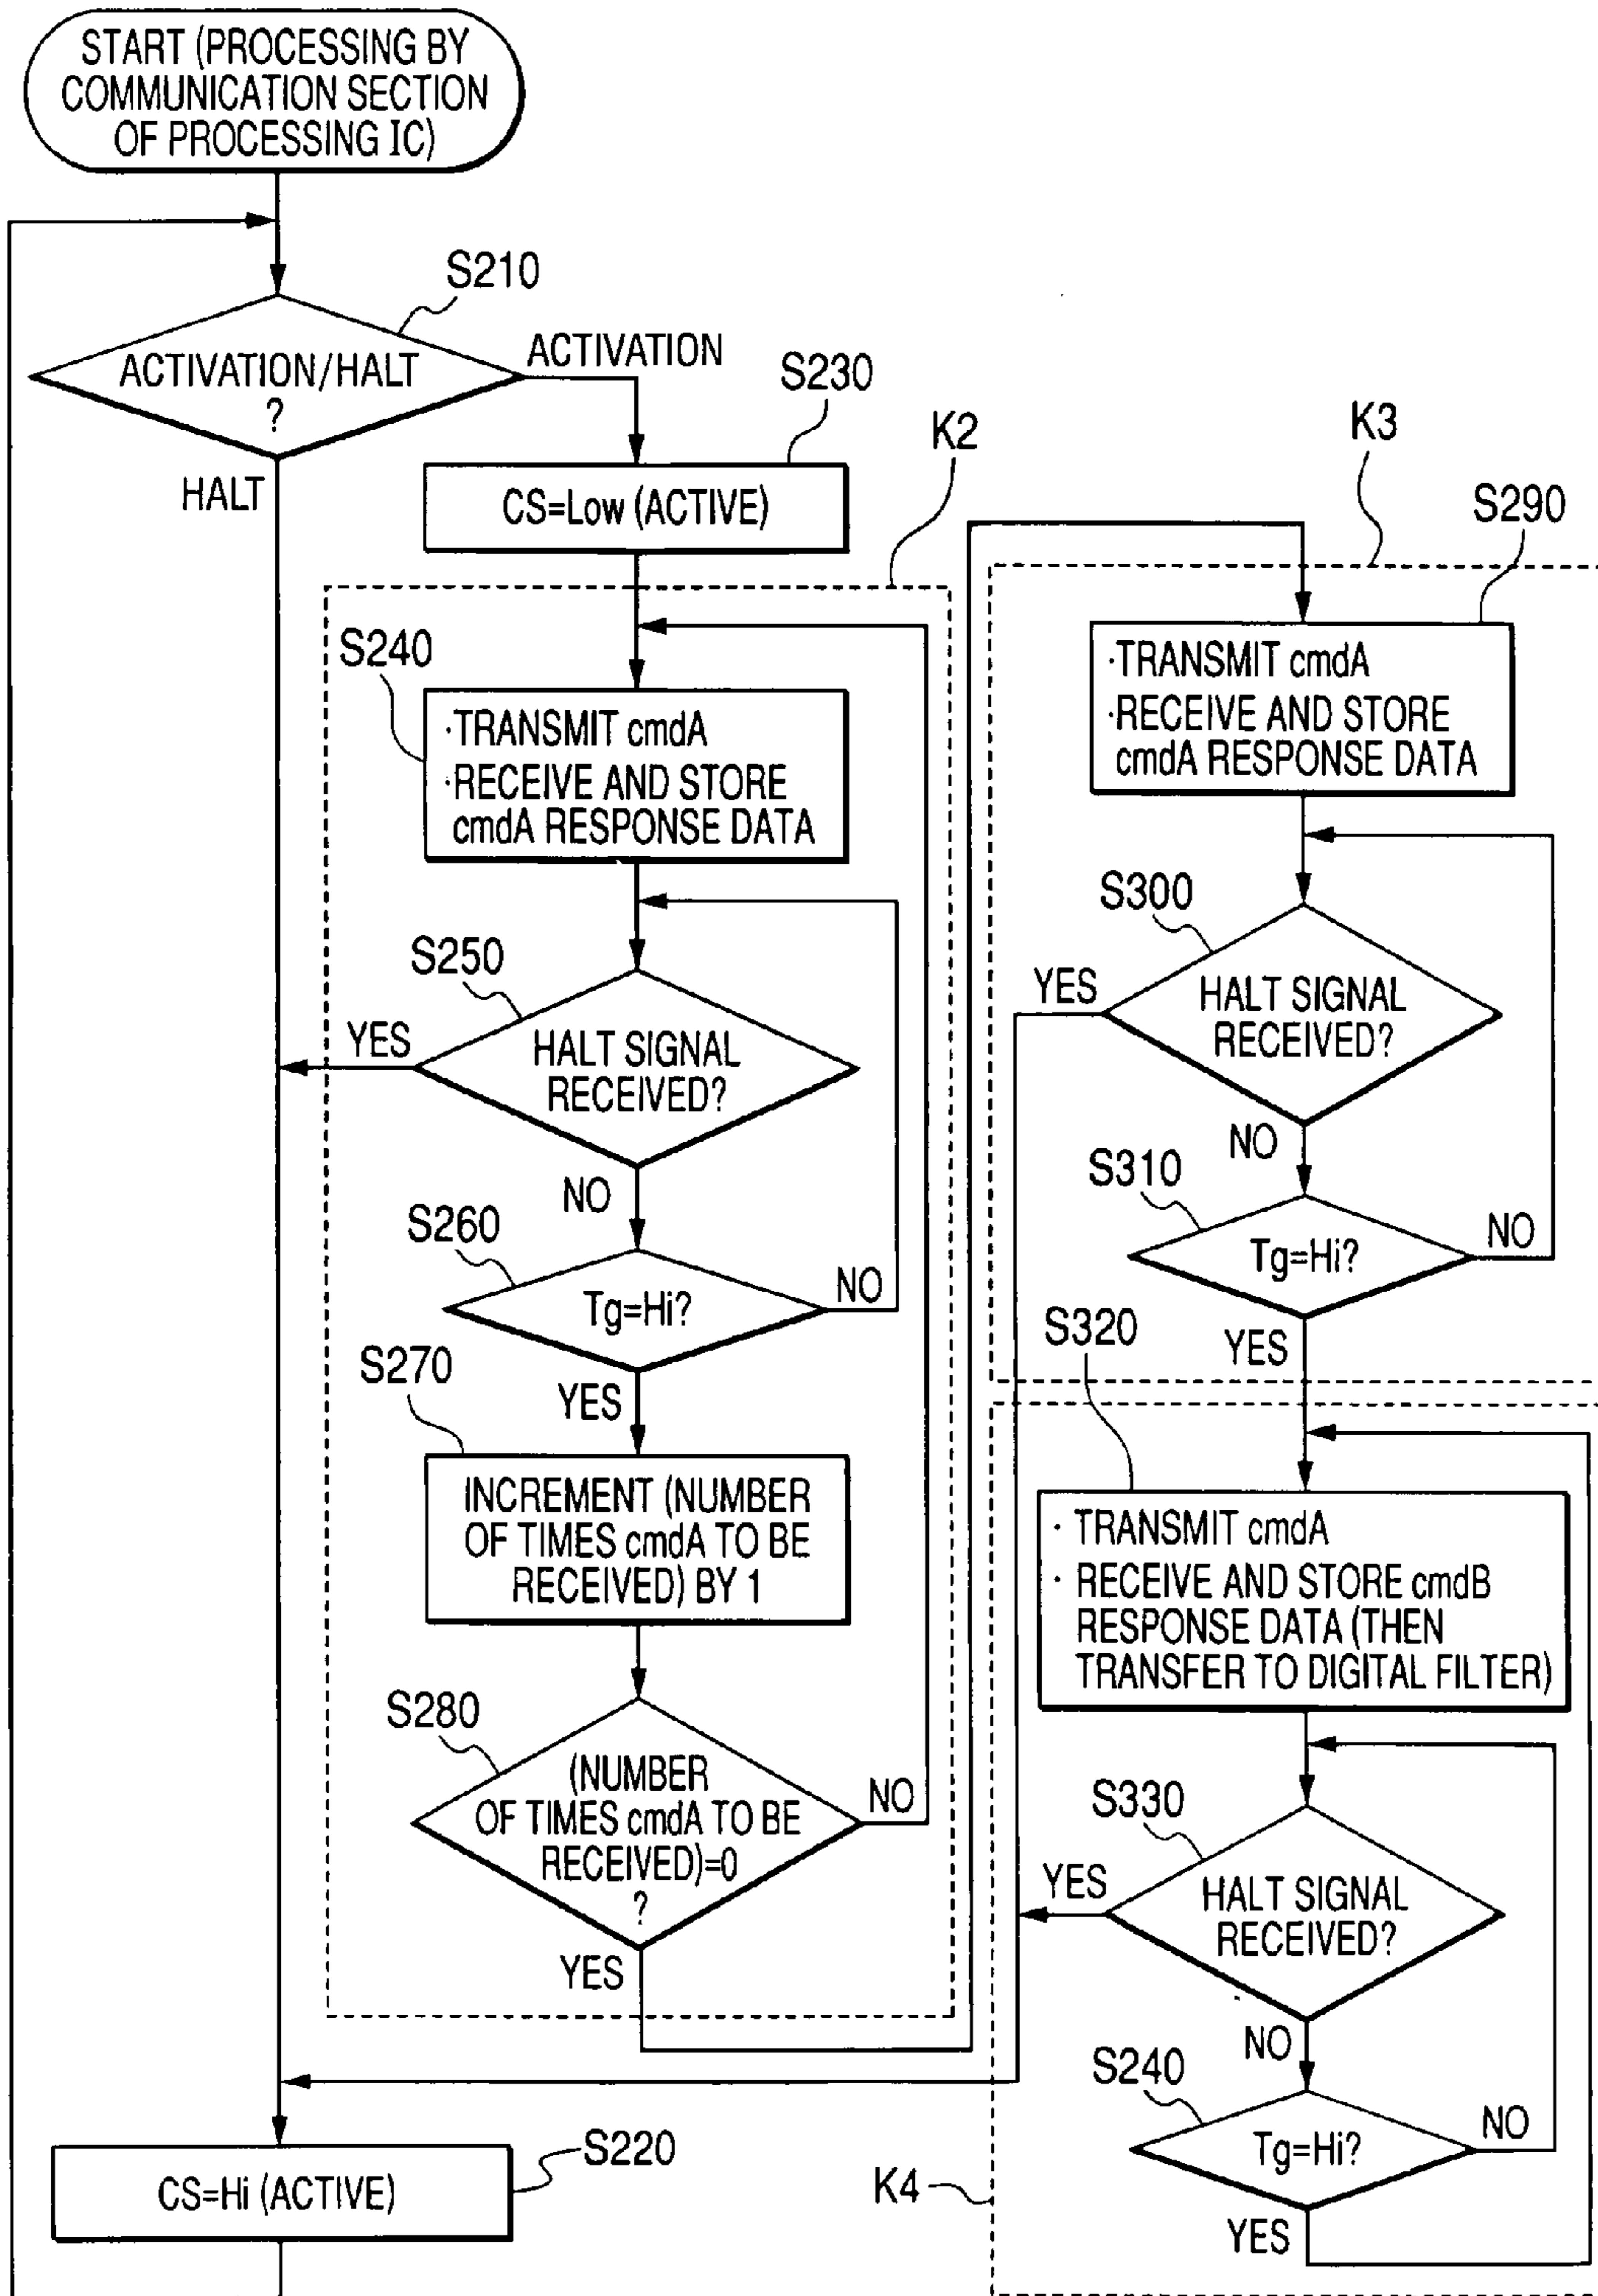 START (PROCESSING BY
COMMUNICATION SECTION
OF PROCESSING IC)
S210
ACTIVATION/HALT
?
ACTIVATION
HALT
S230
CS=Low (ACTIVE)
K2
S240
·TRANSMIT cmdA
·RECEIVE AND STORE
cmdA RESPONSE DATA
S250
HALT SIGNAL
RECEIVED?
YES
NO
S260
Tg=Hi?
NO
YES
S270
INCREMENT (NUMBER
OF TIMES cmdA TO BE
RECEIVED) BY 1
S280
(NUMBER
OF TIMES cmdA TO BE
RECEIVED)=0
?
NO
YES
K3
S290
·TRANSMIT cmdA
·RECEIVE AND STORE
cmdA RESPONSE DATA
S300
HALT SIGNAL
RECEIVED?
YES
NO
S310
Tg=Hi?
NO
YES
S320
· TRANSMIT cmdA
· RECEIVE AND STORE cmdB
RESPONSE DATA (THEN
TRANSFER TO DIGITAL FILTER)
S330
HALT SIGNAL
RECEIVED?
YES
NO
S240
Tg=Hi?
NO
YES
K4
S220
CS=Hi (ACTIVE)